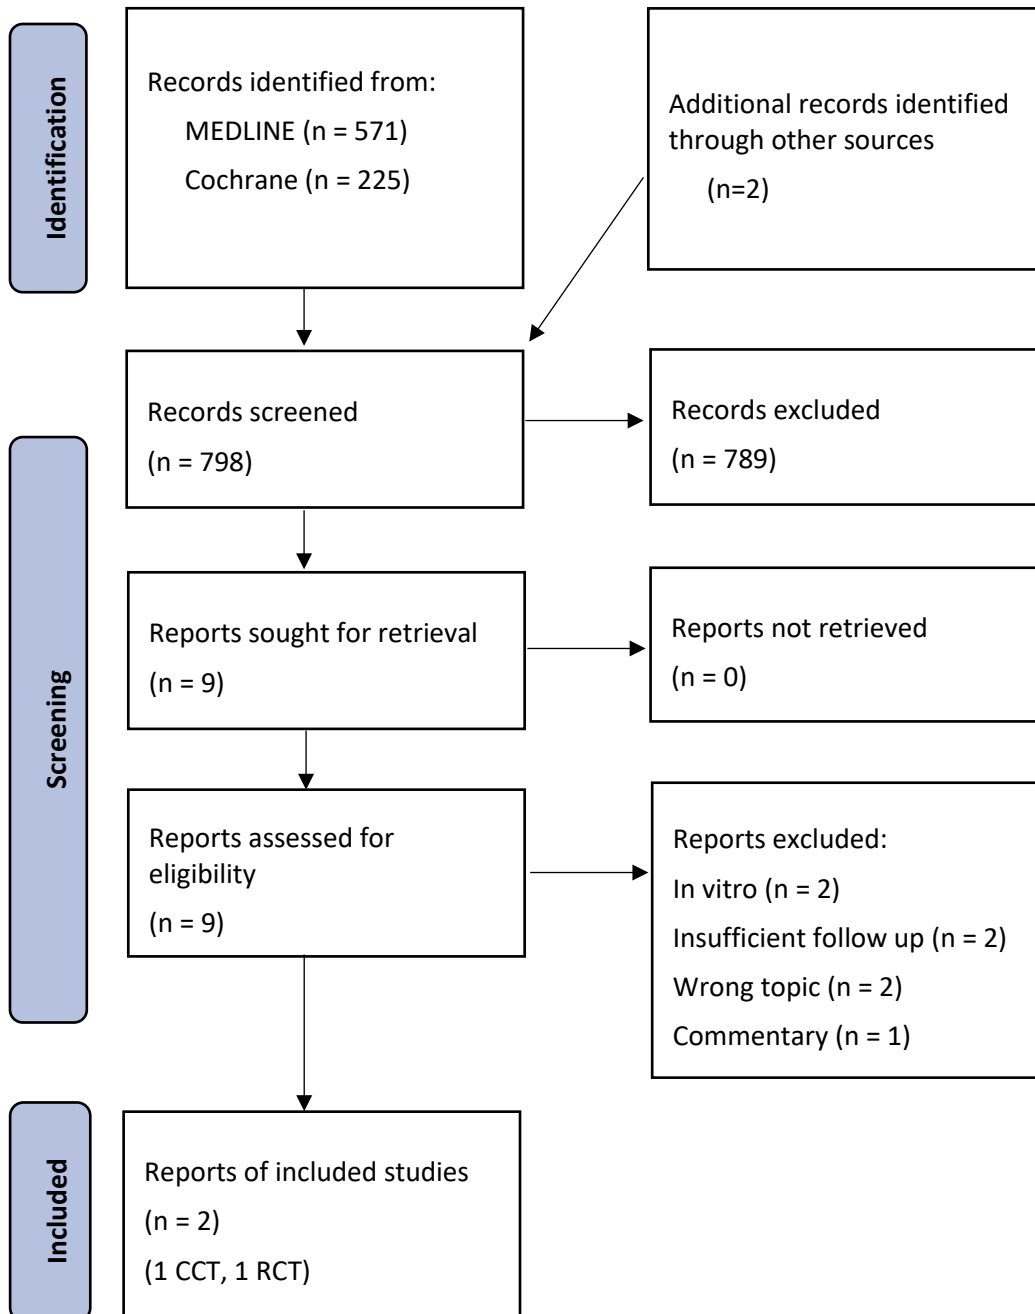 Identification
Records identified from:
MEDLINE (n = 571)
Cochrane (n = 225)
Additional records identified
through other sources
(n=2)
Screening
Records screened
(n = 798)
Records excluded
(n = 789)
Reports sought for retrieval
(n = 9)
Reports not retrieved
(n = 0)
Reports assessed for
eligibility
(n = 9)
Reports excluded:
In vitro (n = 2)
Insufficient follow up (n = 2)
Wrong topic (n = 2)
Commentary (n = 1)
Included
Reports of included studies
(n = 2)
(1 CCT, 1 RCT)